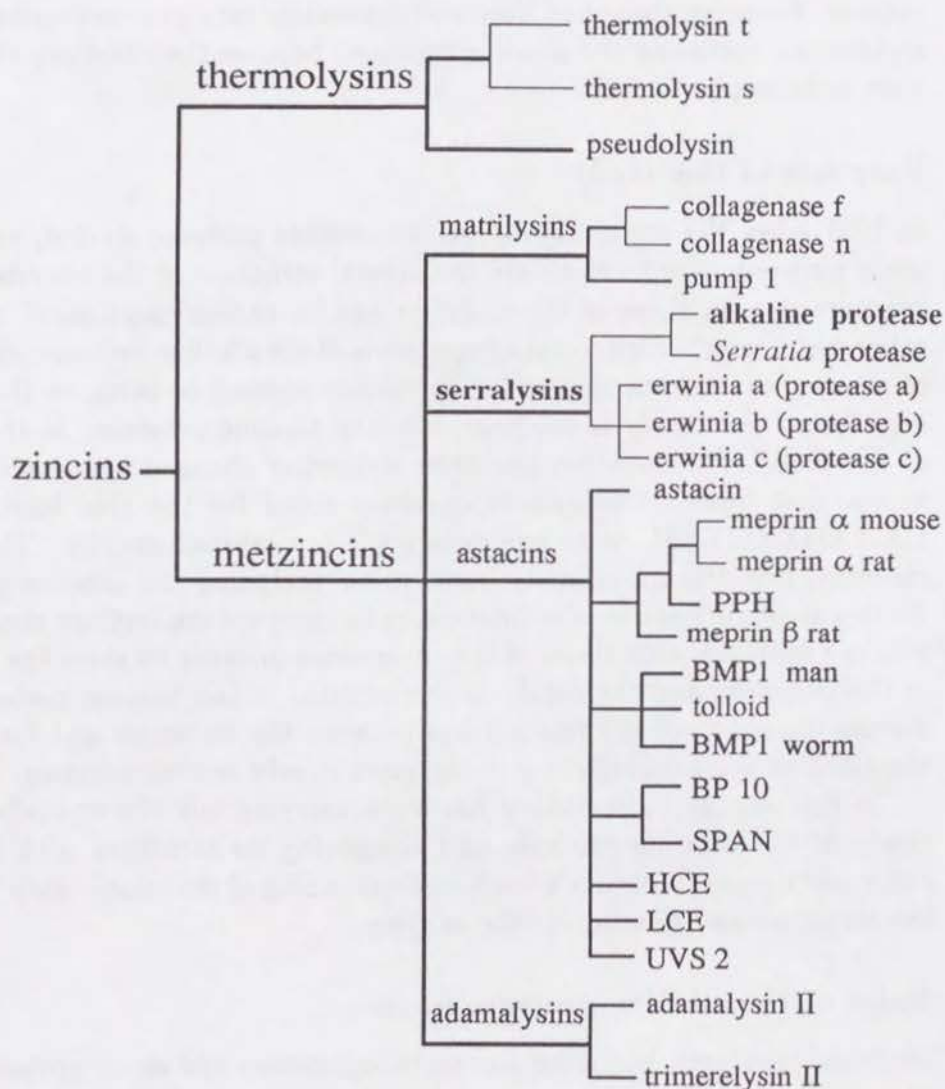 thermolysin t
thermolysins
thermolysin s
pseudolysin
matrilysins
collagenase f
collagenase n
pump 1
alkaline protease
Serratia protease
serralysins
erwinia a (protease a)
erwinia b (protease b)
erwinia c (protease c)
zincins
astacin
metzincins
astacins
meprin α mouse
meprin α rat
PPH
meprin β rat
BMP1 man
tolloid
BMP1 worm
BP 10
SPAN
HCE
LCE
UVS 2
adamalysins
adamalysin II
trimerelysin II